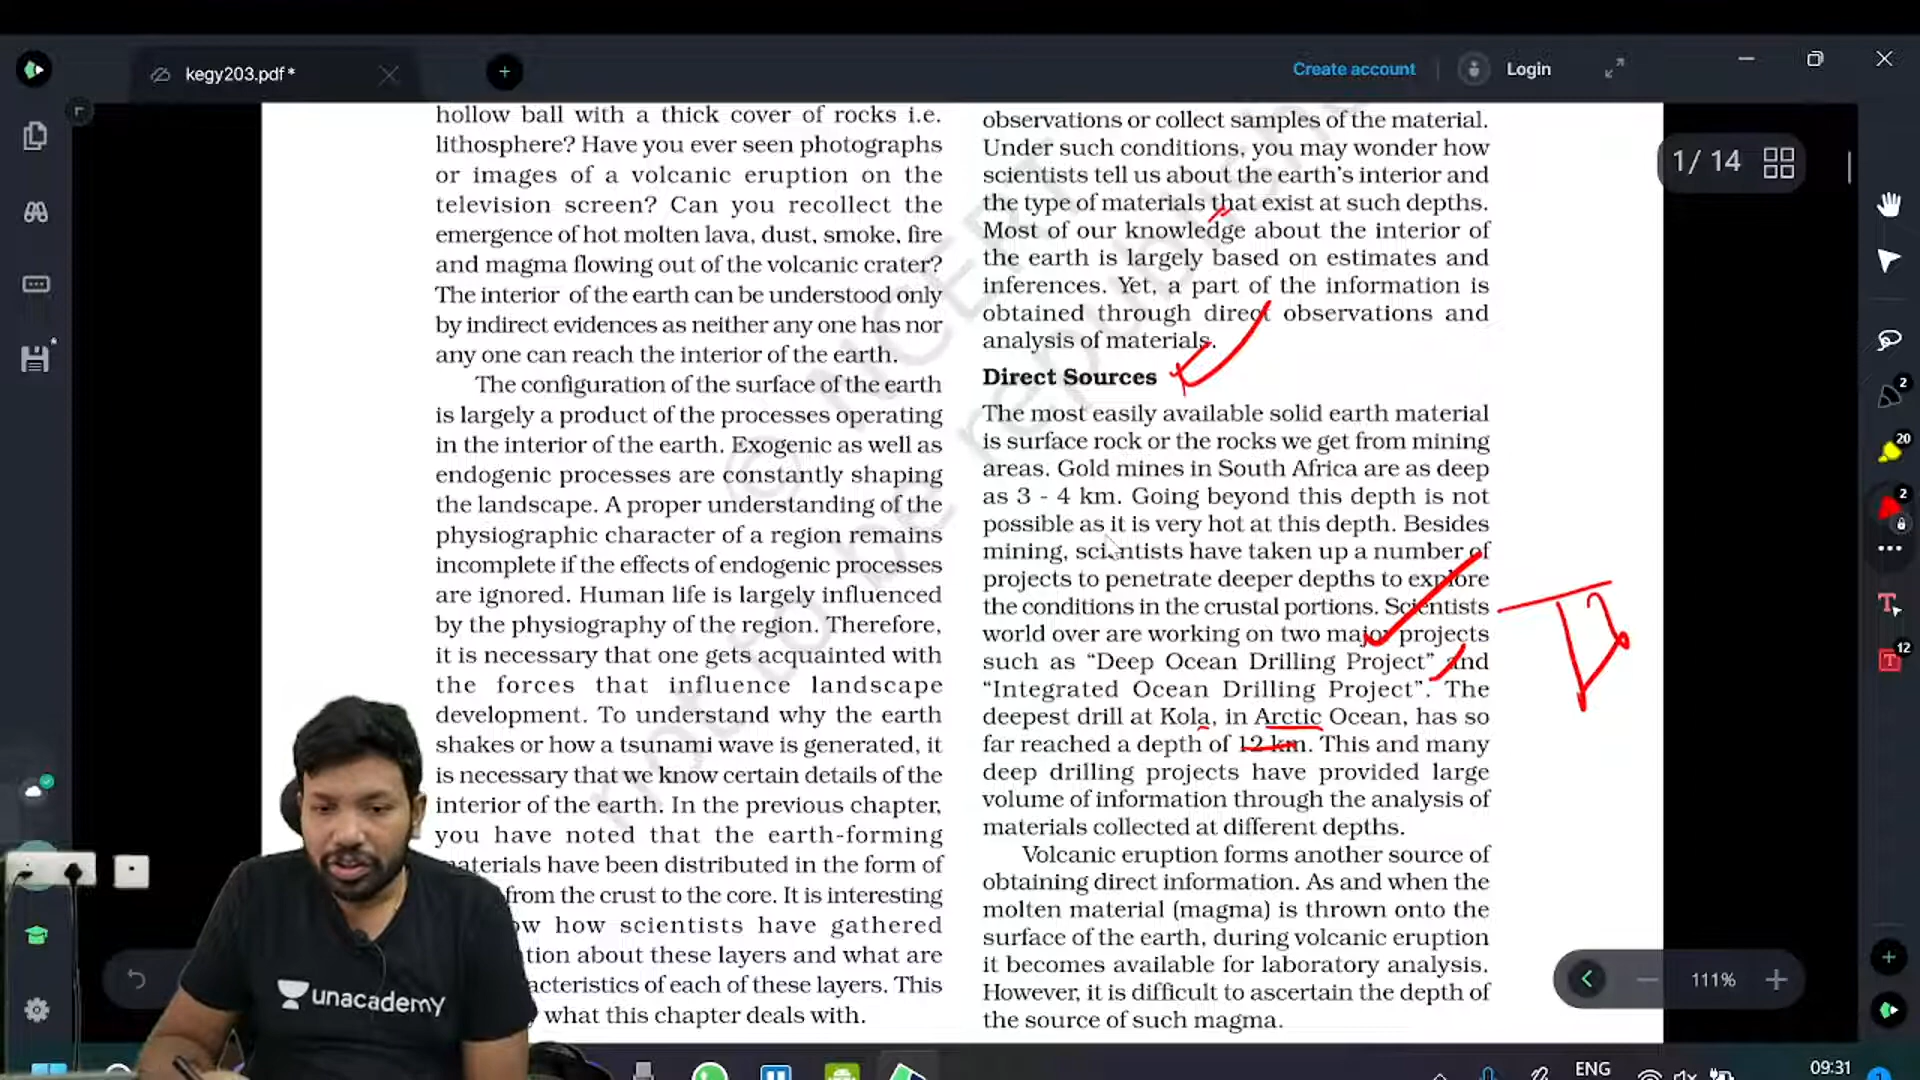 kegy203.pdf*
Create account
Login
1 / 14
hollow ball with a thick cover of rocks i.e.
lithosphere? Have you ever seen photographs
or images of a volcanic eruption on the
television screen? Can you recollect the
emergence of hot molten lava, dust, smoke, fire
and magma flowing out of the volcanic crater?
The interior of the earth can be understood only
by indirect evidences as neither any one has nor
any one can reach the interior of the earth.
The configuration of the surface of the earth
is largely a product of the processes operating
in the interior of the earth. Exogenic as well as
endogenic processes are constantly shaping
the landscape. A proper understanding of the
physiographic character of a region remains
incomplete if the effects of endogenic processes
are ignored. Human life is largely influenced
by the physiography of the region. Therefore,
it is necessary that one gets acquainted with
the forces that influence landscape
development. To understand why the earth
shakes or how a tsunami wave is generated, it
is necessary that we know certain details of the
interior of the earth. In the previous chapter,
you have noted that the earth-forming
materials have been distributed in the form of
from the crust to the core. It is interesting
how scientists have gathered
about these layers and what are
of each of these layers. This
what this chapter deals with.
observations or collect samples of the material.
Under such conditions, you may wonder how
scientists tell us about the earth's interior and
the type of materials that exist at such depths.
Most of our knowledge about the interior of
the earth is largely based on estimates and
inferences. Yet, a part of the information is
obtained through direct observations and
analysis of materials.
Direct Sources
The most easily available solid earth material
is surface rock or the rocks we get from mining
areas. Gold mines in South Africa are as deep
as 3 - 4 km. Going beyond this depth is not
possible as it is very hot at this depth. Besides
mining, scientists have taken up a number of
projects to penetrate deeper depths to explore
the conditions in the crustal portions. Scientists
world over are working on two major projects
such as “Deep Ocean Drilling Project” and
“Integrated Ocean Drilling Project”. The
deepest drill at Kola, in Arctic Ocean, has so
far reached a depth of 12 km. This and many
deep drilling projects have provided large
volume of information through the analysis of
materials collected at different depths.
Volcanic eruption forms another source of
obtaining direct information. As and when the
molten material (magma) is thrown onto the
surface of the earth, during volcanic eruption
it becomes available for laboratory analysis.
However, it is difficult to ascertain the depth of
the source of such magma.
© NCERT
not to be republished
2
20
2
12
unacademy
111%
ENG
09:31